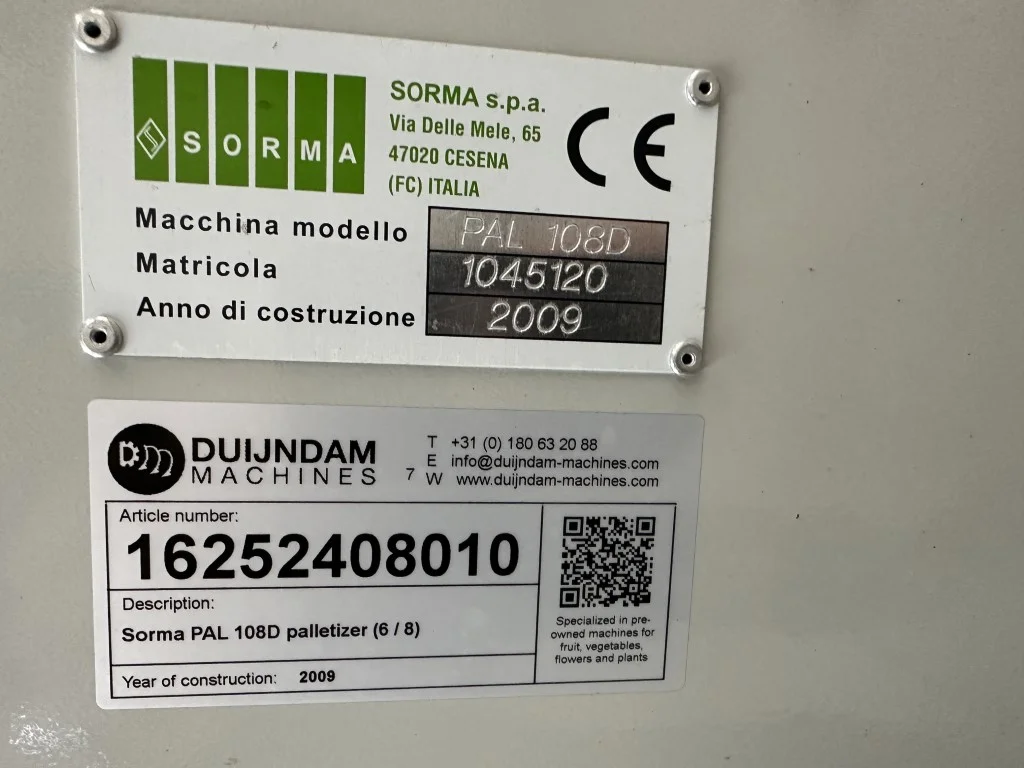 SORMA
SORMA s.p.a.
Via Delle Mele, 65
47020 CESENA
(FC) ITALIA
CE
Macchina modello PAL 108D
Matricola 1045120
Anno di costruzione 2009
DM
DUIJNDAM
MACHINES
7
T +31 (0) 180 63 20 88
E info@duijndam-machines.com
W www.duijndam-machines.com
Article number:
16252408010
Description:
Sorma PAL 108D palletizer (6 / 8)
Year of construction: 2009
Specialized in pre-
owned machines for
fruit, vegetables,
flowers and plants